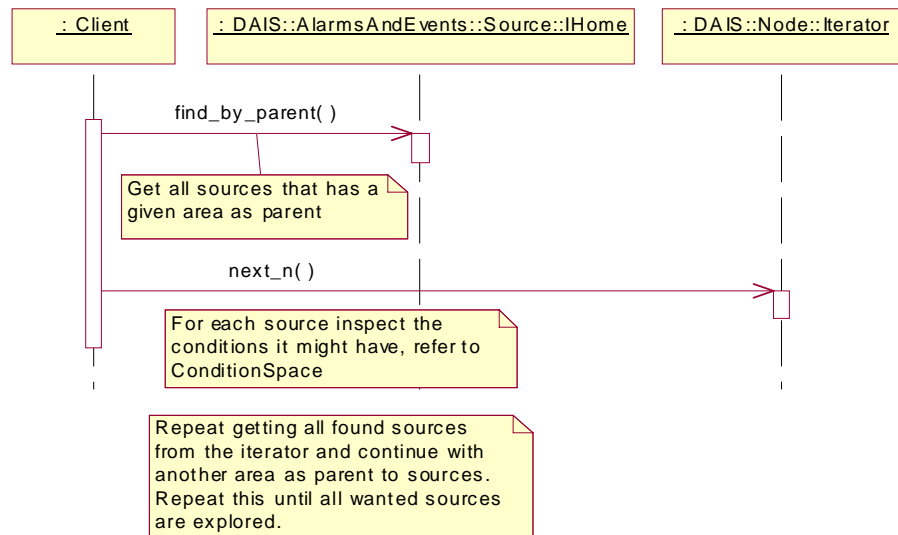 : Client
: DAIS::AlarmsAndEvents::Source::IHome
: DAIS::Node::Iterator
find_by_parent( )
Get all sources that has a
given area as parent
next_n( )
For each source inspect the
conditions it might have, refer to
ConditionSpace
Repeat getting all found sources
from the iterator and continue with
another area as parent to sources.
Repeat this until all wanted sources
are explored.